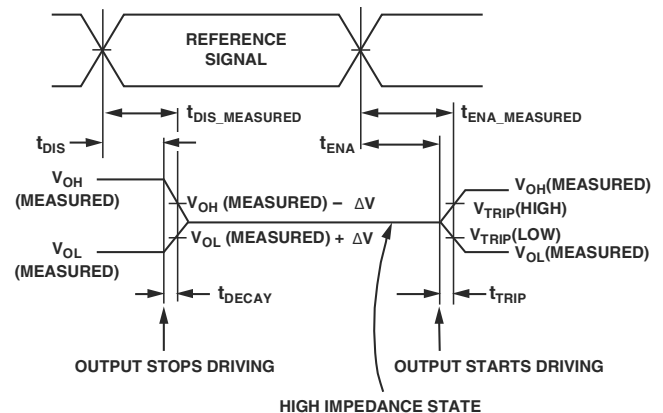 REFERENCE
SIGNAL
tDIS_MEASURED
tENA_MEASURED
tDIS
tENA
VOH
(MEASURED)
VOH (MEASURED) – ΔV
VOH(MEASURED)
VTRIP(HIGH)
VOL
(MEASURED)
VOL (MEASURED) + ΔV
VTRIP(LOW)
VOL(MEASURED)
tDECAY
tTRIP
OUTPUT STOPS DRIVING
OUTPUT STARTS DRIVING
HIGH IMPEDANCE STATE